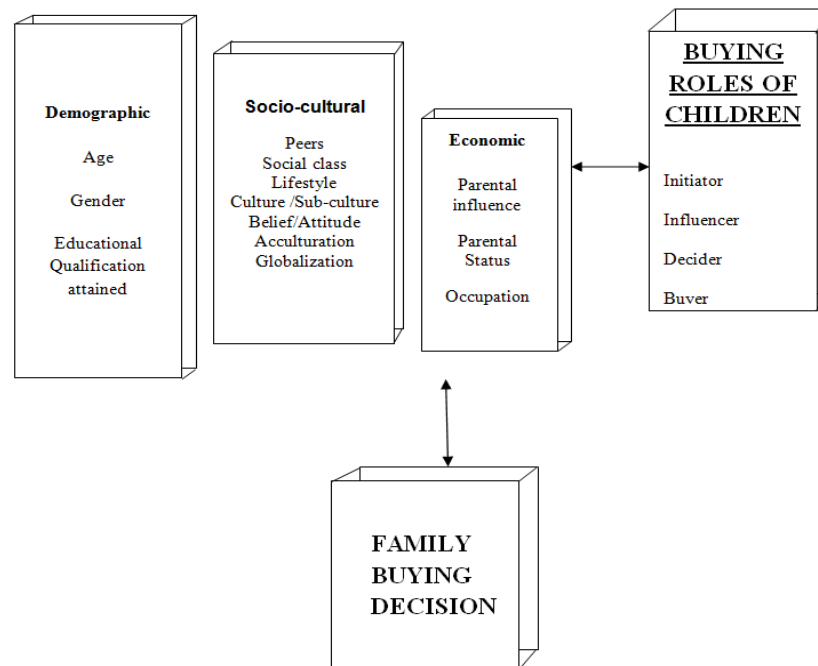 Demographic
Age
Gender
Educational
Qualification
attained
Socio-cultural
Peers
Social class
Lifestyle
Culture /Sub-culture
Belief/Attitude
Acculturation
Globalization
Economic
Parental
influence
Parental
Status
Occupation
BUYING
ROLES OF
CHILDREN
Initiator
Influencer
Decider
Buver
FAMILY
BUYING
DECISION